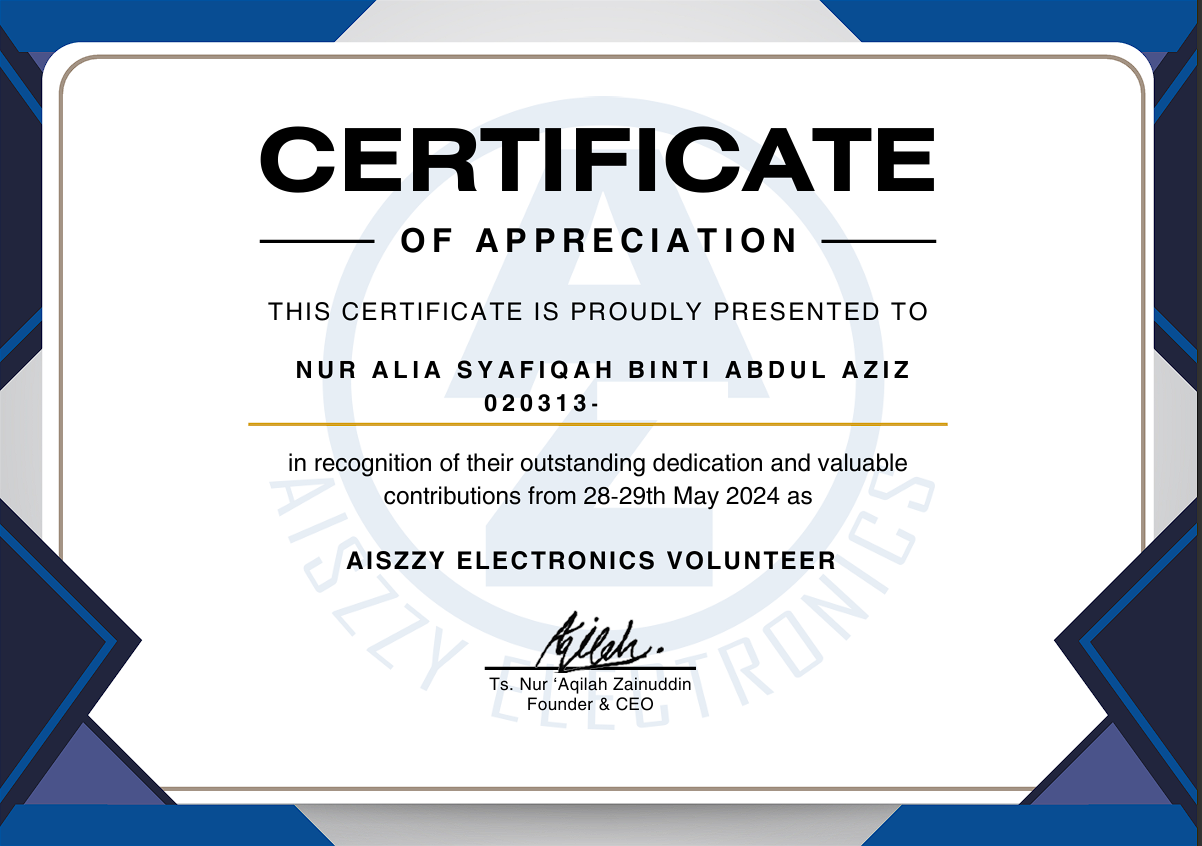 CERTIFICATE
OF APPRECIATION
THIS CERTIFICATE IS PROUDLY PRESENTED TO
NUR ALIA SYAFIQAH BINTI ABDUL AZIZ
020313-
in recognition of their outstanding dedication and valuable
contributions from 28-29th May 2024 as
AISZZY ELECTRONICS VOLUNTEER
Aqilah.
Ts. Nur ‘Aqilah Zainuddin
Founder & CEO
AZ
AISZZY ELECTRONICS